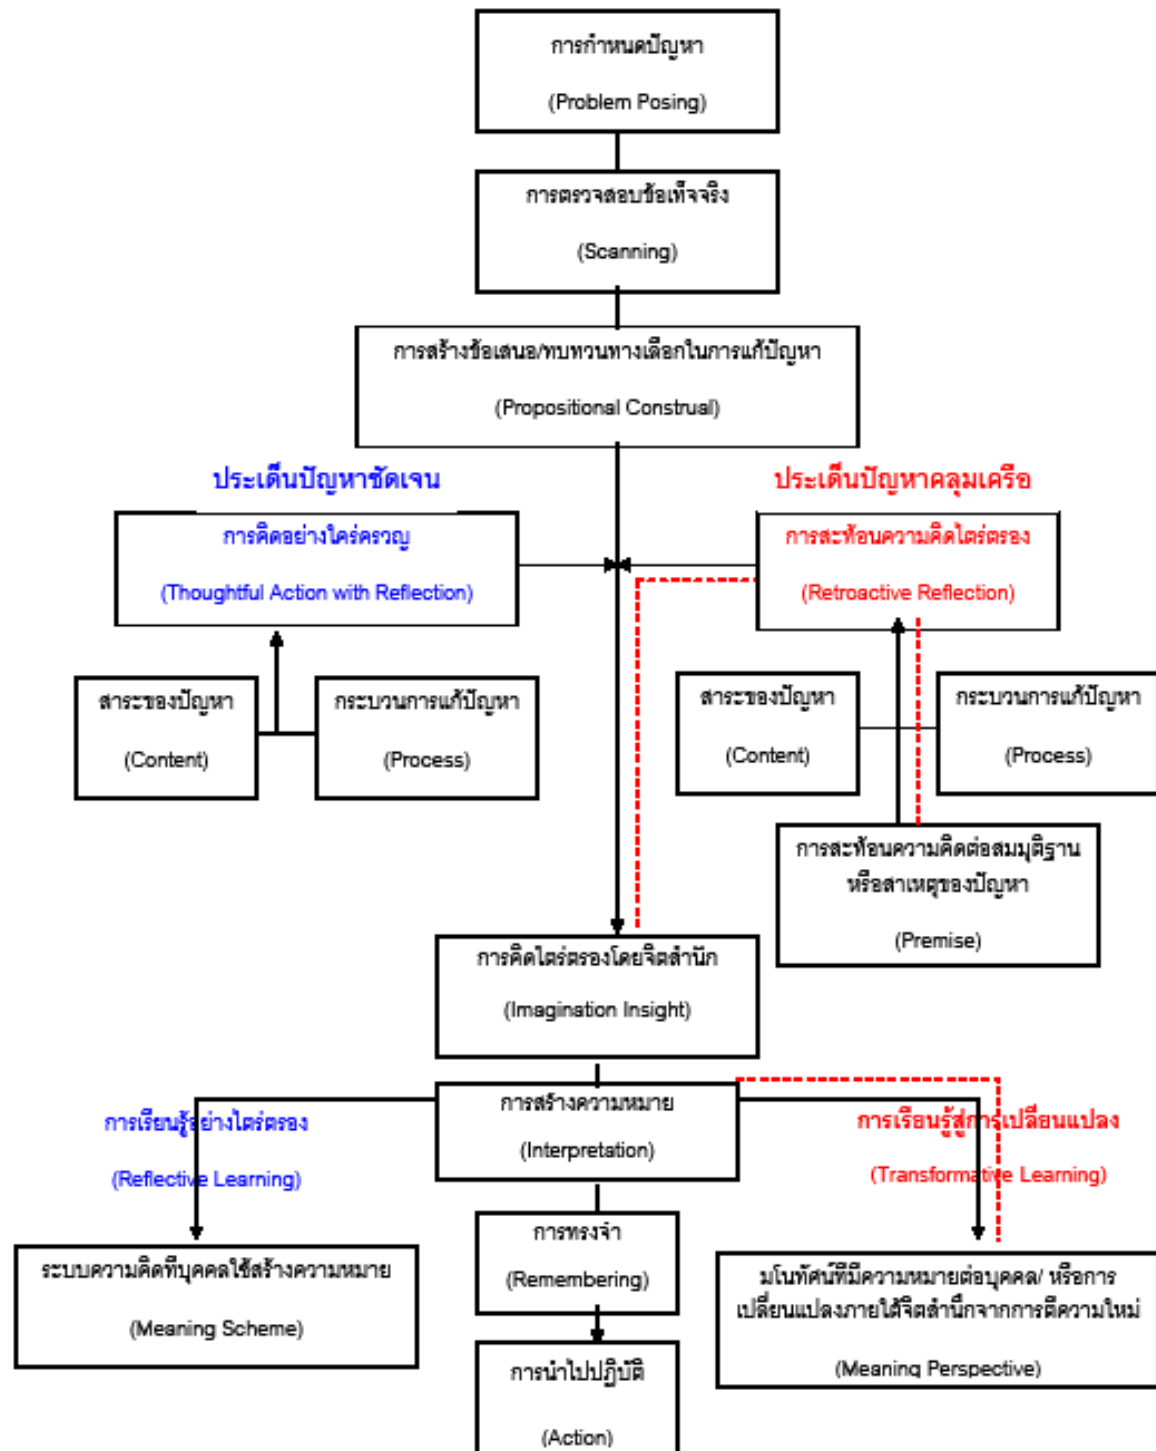 การกำหนดปัญหา
(Problem Posing)
การตรวจสอบข้อเท็จจริง
(Scanning)
การสร้างข้อเสนอ/ทบทวนทางเลือกในการแก้ปัญหา
(Propositional Construal)
ประเด็นปัญหาชัดเจน
ประเด็นปัญหาคลุมเครือ
การคิดอย่างใคร่ครวญ
(Thoughtful Action with Reflection)
การสะท้อนความคิดไตร่ตรอง
(Retroactive Reflection)
สาระของปัญหา
(Content)
กระบวนการแก้ปัญหา
(Process)
สาระของปัญหา
(Content)
กระบวนการแก้ปัญหา
(Process)
การสะท้อนความคิดต่อสมมุติฐาน
หรือสาเหตุของปัญหา
(Premise)
การคิดไตร่ตรองโดยจิตสำนึก
(Imagination Insight)
การสร้างความหมาย
(Interpretation)
การเรียนรู้อย่างไตร่ตรอง
(Reflective Learning)
การเรียนรู้สู่การเปลี่ยนแปลง
(Transformative Learning)
การทรงจำ
(Remembering)
ระบบความคิดที่บุคคลใช้สร้างความหมาย
(Meaning Scheme)
มโนทัศน์ที่มีความหมายต่อบุคคล/ หรือการ
เปลี่ยนแปลงภายใต้จิตสำนึกจากการตีความใหม่
(Meaning Perspective)
การนำไปปฏิบัติ
(Action)